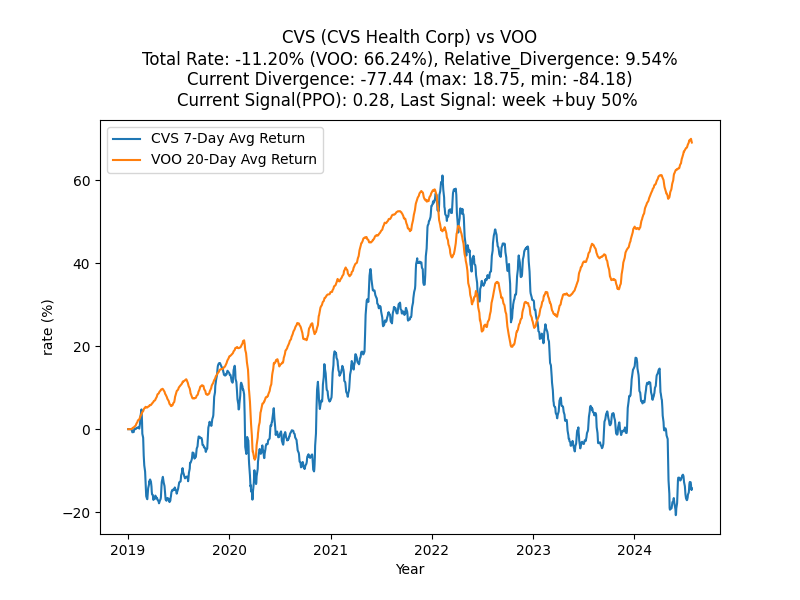 CVS (CVS Health Corp) vs VOO
Total Rate: -11.20% (VOO: 66.24%), Relative_Divergence: 9.54%
Current Divergence: -77.44 (max: 18.75, min: -84.18)
Current Signal(PPO): 0.28, Last Signal: week +buy 50%
CVS 7-Day Avg Return
VOO 20-Day Avg Return
rate (%)
60
40
20
0
−20
2019 2020 2021 2022 2023 2024
Year